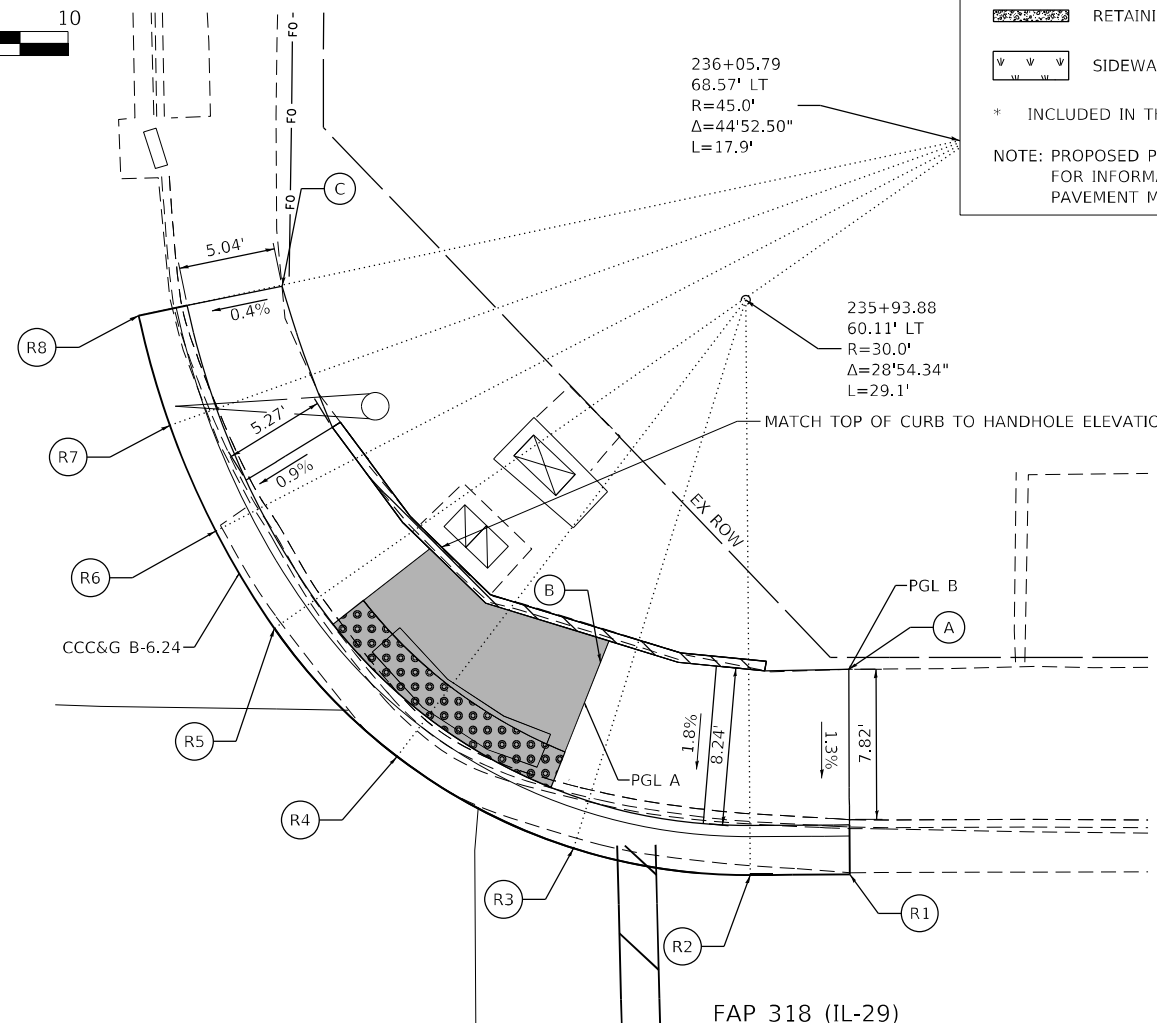 10
FO
FO
FO
236+05.79
68.57' LT
R=45.0'
Δ=44'52.50"
L=17.9'
RETAINI
SIDEWA
* INCLUDED IN TH
NOTE: PROPOSED P
FOR INFORMA
PAVEMENT M
C
5.04'
0.4%
R8
235+93.88
60.11' LT
R=30.0'
Δ=28'54.34"
L=29.1'
5.27'
0.9%
MATCH TOP OF CURB TO HANDHOLE ELEVATIO
R7
EX ROW
R6
B
PGL B
A
CCC&G B-6.24
R5
1.8%
8.24'
1.3%
7.82'
PGL A
R4
R3
R1
R2
FAP 318 (IL-29)